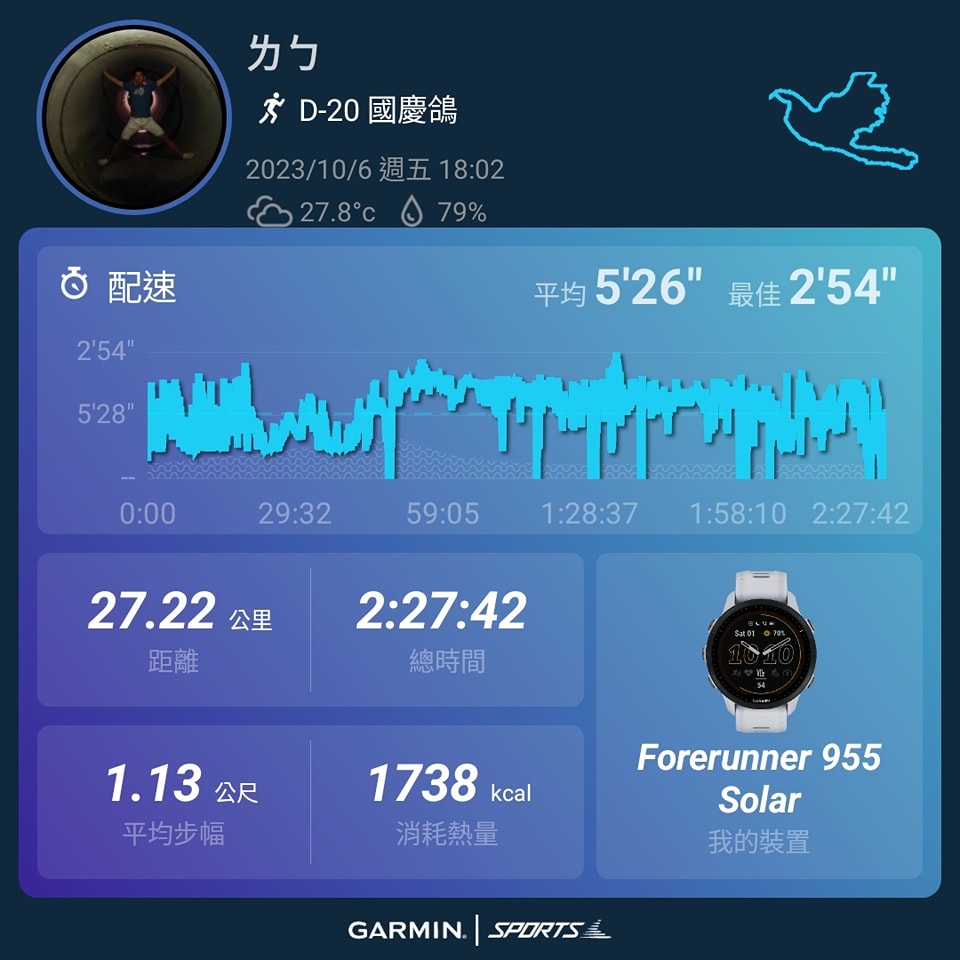 ㄌㄅ
D-20 國慶鴿
2023/10/6 週五 18:02
27.8°c 79%
配速 平均 5'26" 最佳 2'54"
2'54"
5'28"
--
0:00 29:32 59:05 1:28:37 1:58:10 2:27:42
27.22 公里
距離
2:27:42
總時間
1.13 公尺
平均步幅
1738 kcal
消耗熱量
Sat 01 70%
10 10
54
GARMIN
Forerunner 955
Solar
我的裝置
GARMIN. | SPORTS